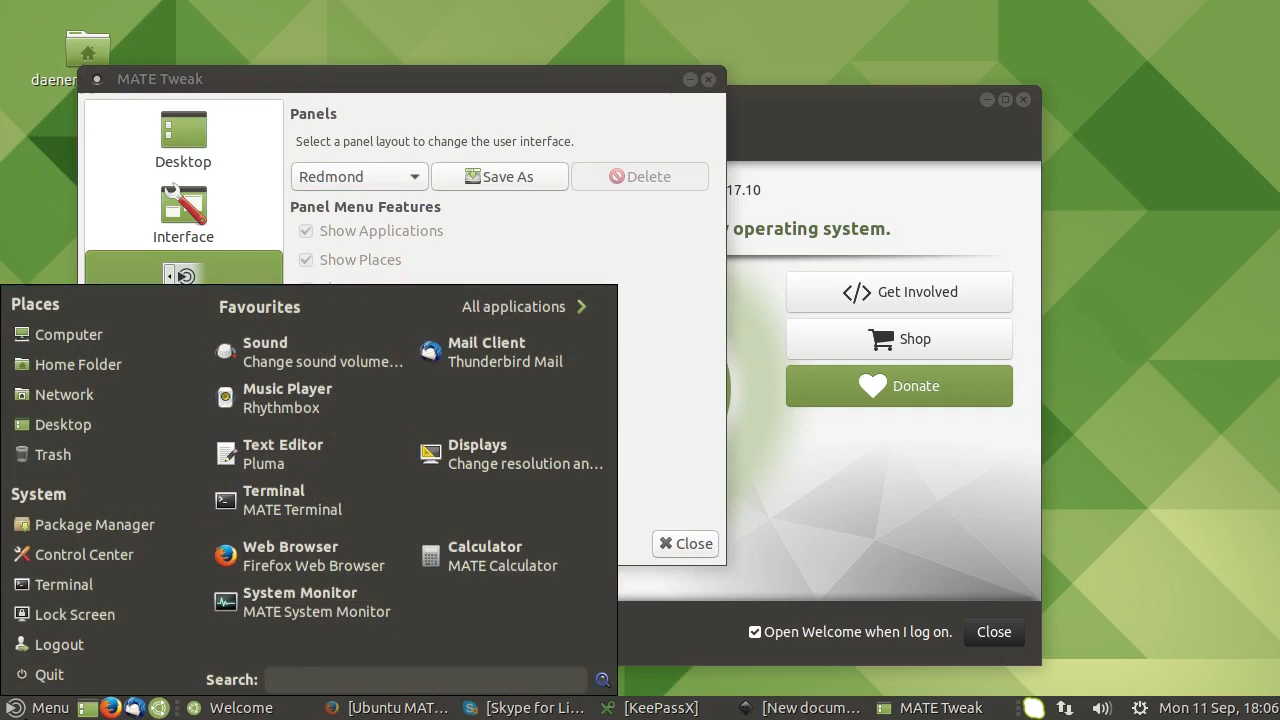 daener
MATE Tweak
Desktop
Interface
Panels
Select a panel layout to change the user interface.
Redmond
Save As
Delete
Panel Menu Features
Show Applications
Show Places
Close
17.10
operating system.
Get Involved
Shop
Donate
Open Welcome when I log on.
Close
Places
Computer
Home Folder
Network
Desktop
Trash
System
Package Manager
Control Center
Terminal
Lock Screen
Logout
Quit
Favourites
All applications
Sound
Change sound volume...
Mail Client
Thunderbird Mail
Music Player
Rhythmbox
Text Editor
Pluma
Displays
Change resolution an...
Terminal
MATE Terminal
Web Browser
Firefox Web Browser
Calculator
MATE Calculator
System Monitor
MATE System Monitor
Search:
Menu
Welcome
[Ubuntu MAT...
[Skype for Li...
[KeePassX]
[New docum...
MATE Tweak
Mon 11 Sep, 18:06